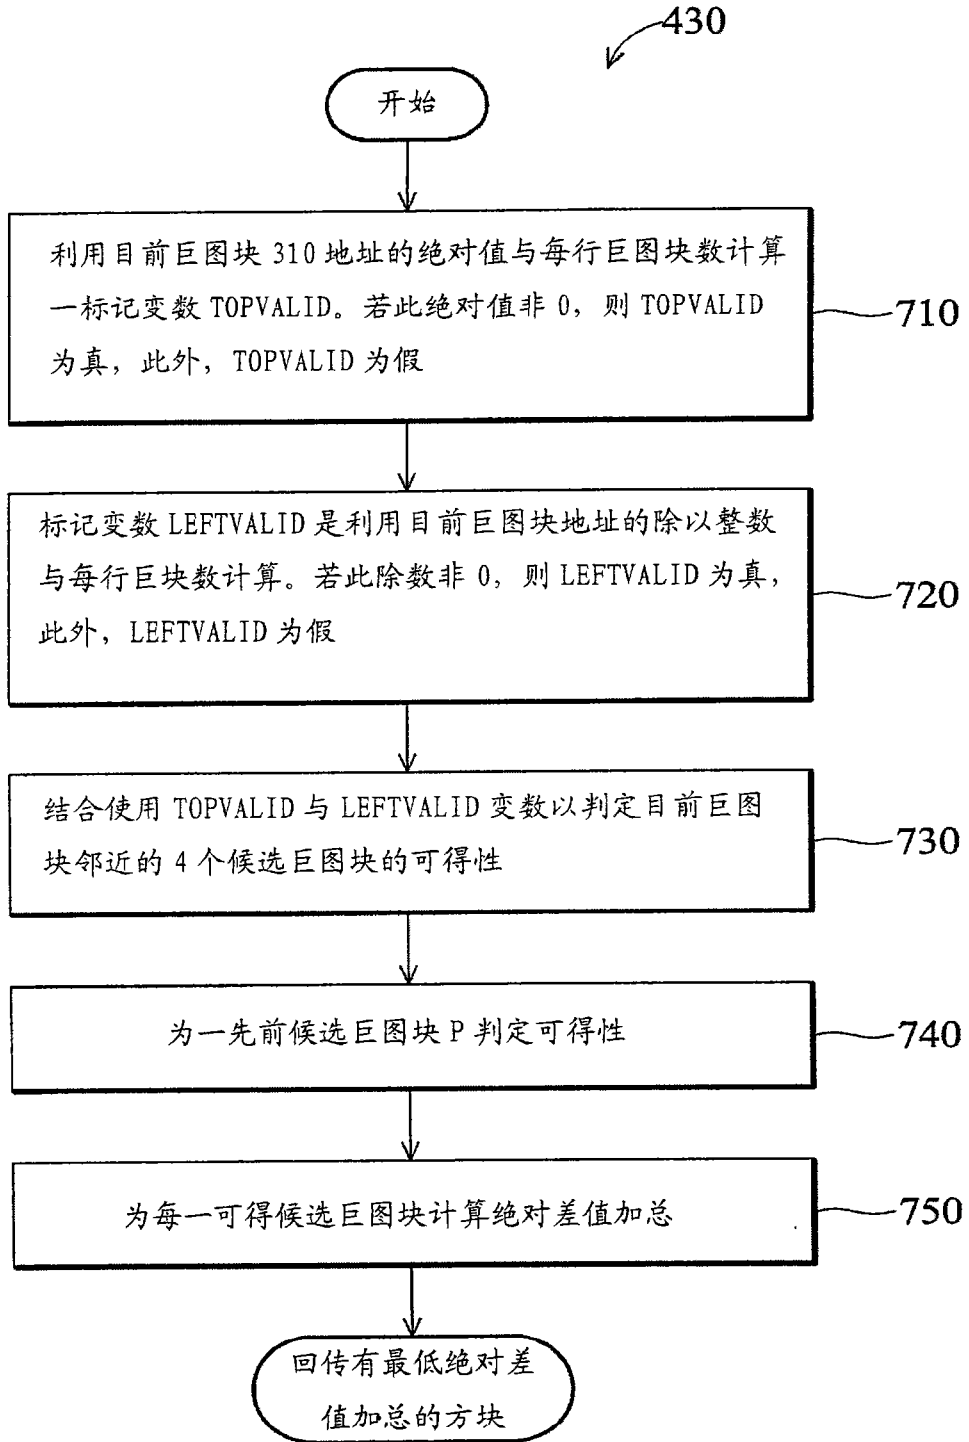 430
开始
利用目前巨图块 310 地址的绝对值与每行巨图块数计算
一标记变数 TOPVALID。若此绝对值非 0，则 TOPVALID
为真，此外，TOPVALID 为假
710
标记变数 LEFTVALID 是利用目前巨图块地址的除以整数
与每行巨块数计算。若此除数非 0，则 LEFTVALID 为真，
此外，LEFTVALID 为假
720
结合使用 TOPVALID 与 LEFTVALID 变数以判定目前巨图
块邻近的 4 个候选巨图块的可得性
730
为一先前候选巨图块 P 判定可得性
740
为每一可得候选巨图块计算绝对差值加总
750
回传有最低绝对差
值加总的方块